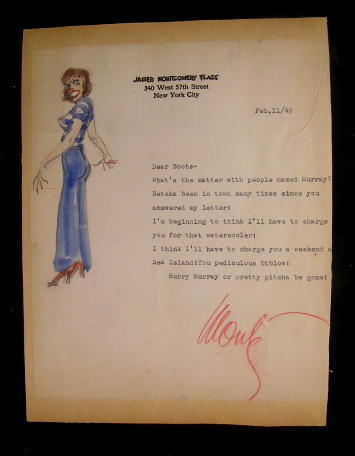 JAMES MONTGOMERY FLAGG
340 West 57th Street
New York City
Feb,11/48
Dear Boots-
What's the matter with people named Murray?
Betcha been in town many times since you
answered my letter!
I'm beginning to think I'll have to charge
you for that watercooler!
I think I'll have to charge you a weekend a
Sea Island!You pediculous biblow!
Hurry Murray or pretty pitcha be gone!
Monty